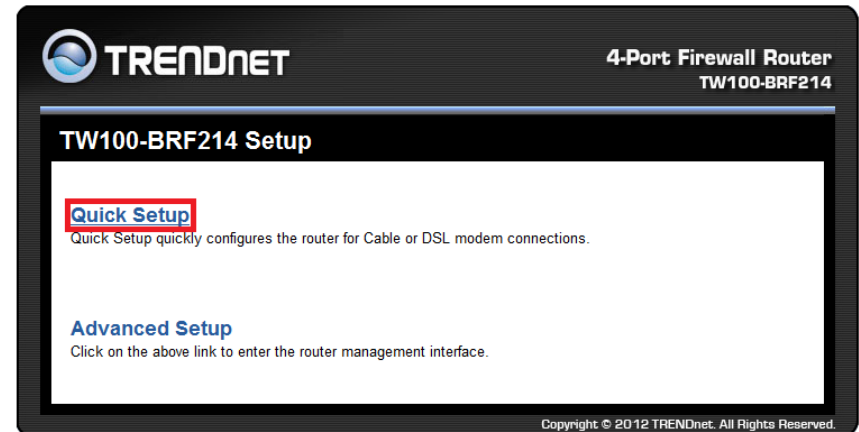 TRENDNET
4-Port Firewall Router
TW100-BRF214
TW100-BRF214 Setup
Quick Setup
Quick Setup quickly configures the router for Cable or DSL modem connections.
Advanced Setup
Click on the above link to enter the router management interface.
Copyright © 2012 TRENDnet. All Rights Reserved.